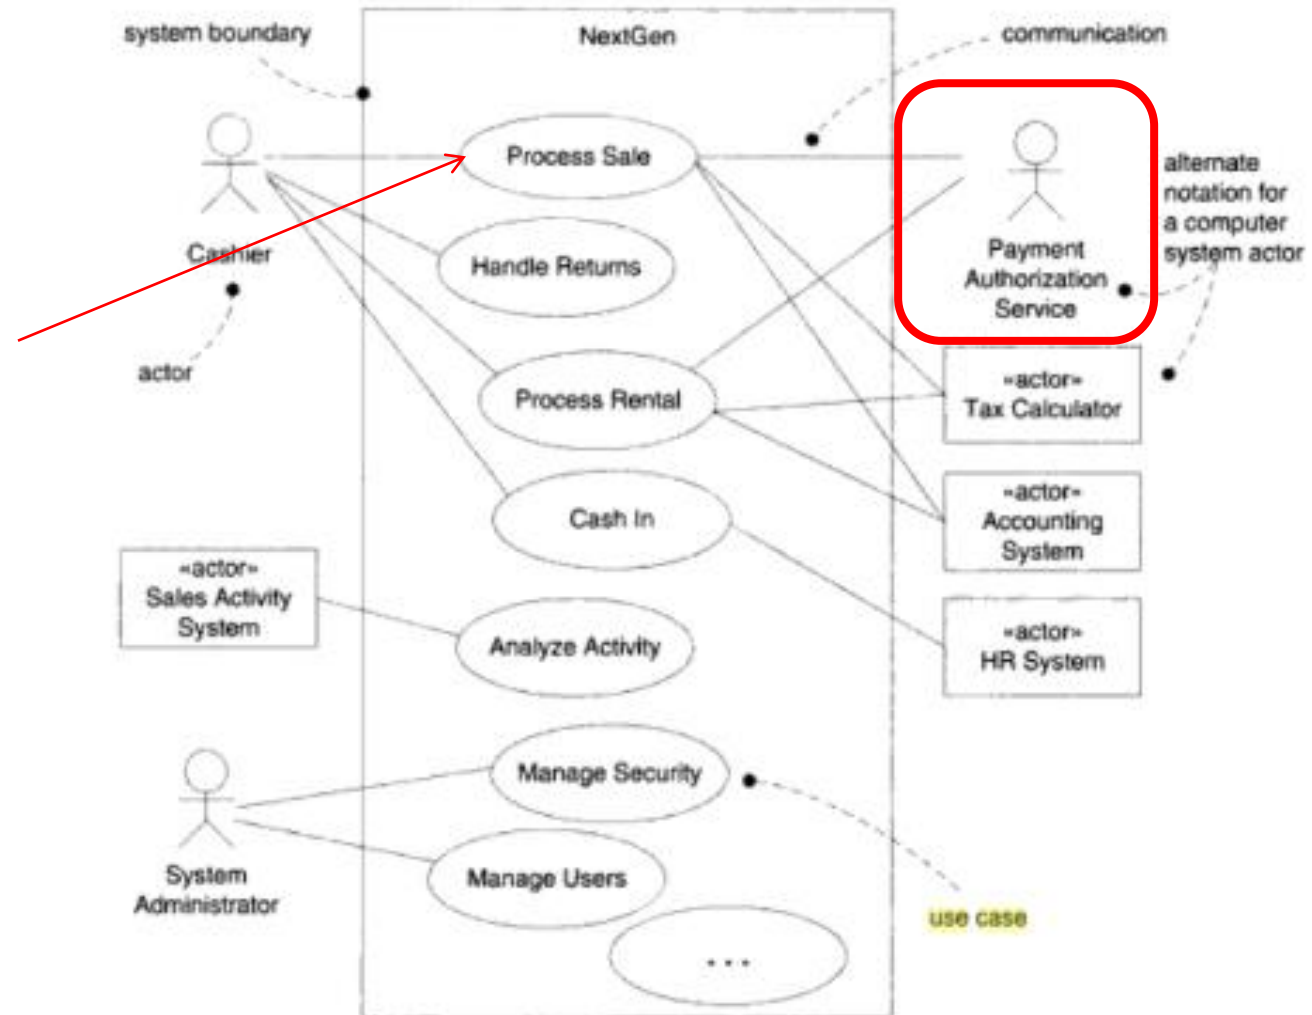 system boundary
NextGen
communication
Process Sale
alternate
notation for
a computer
system actor
Cashier
Handle Returns
Payment
Authorization
Service
actor
Process Rental
«actor»
Tax Calculator
Cash In
«actor»
Accounting
System
«actor»
Sales Activity
System
Analyze Activity
«actor»
HR System
Manage Security
System
Administrator
Manage Users
use case
...